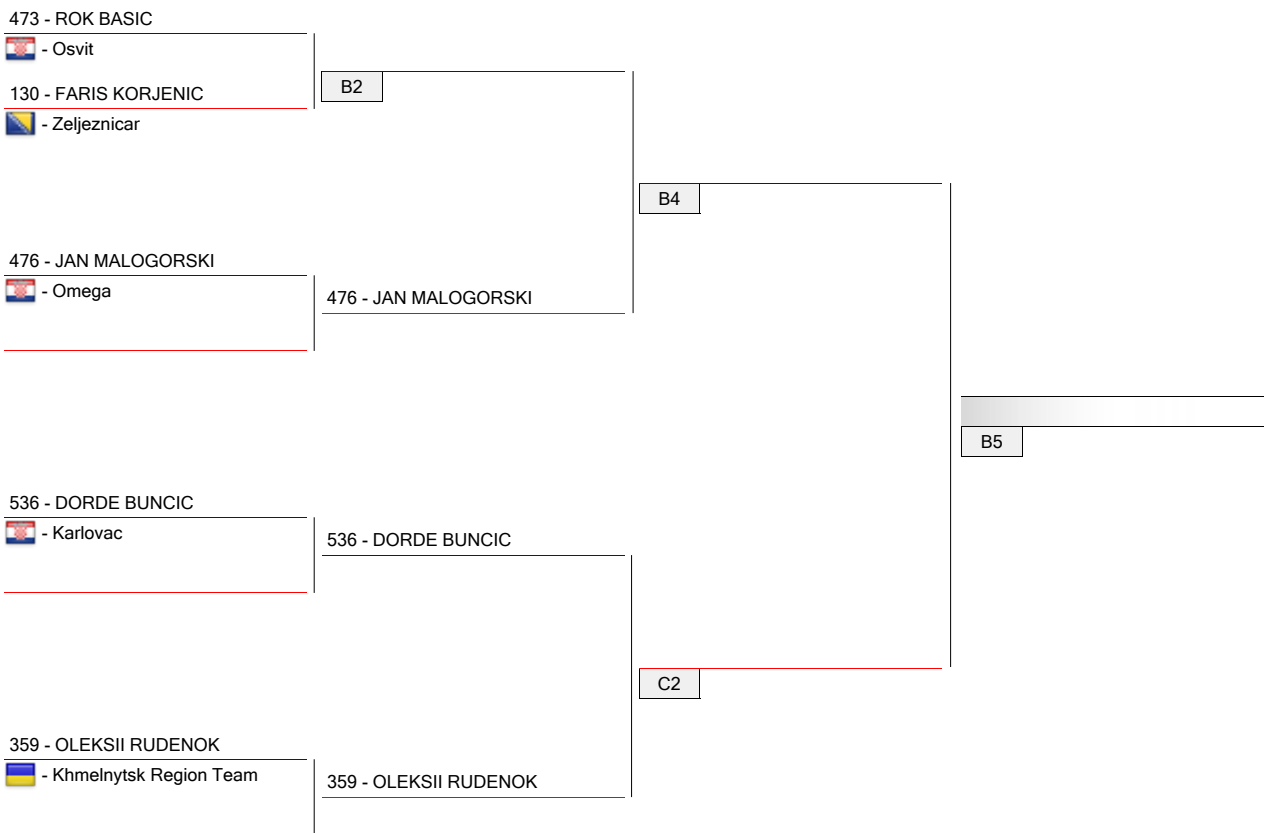 473 - ROK BASIC
- Osvit
B2
130 - FARIS KORJENIC
- Zeljeznicar
B4
476 - JAN MALOGORSKI
- Omega
476 - JAN MALOGORSKI
B5
536 - DORDE BUNCIC
- Karlovac
536 - DORDE BUNCIC
C2
359 - OLEKSII RUDENOK
- Khmelnytsk Region Team
359 - OLEKSII RUDENOK